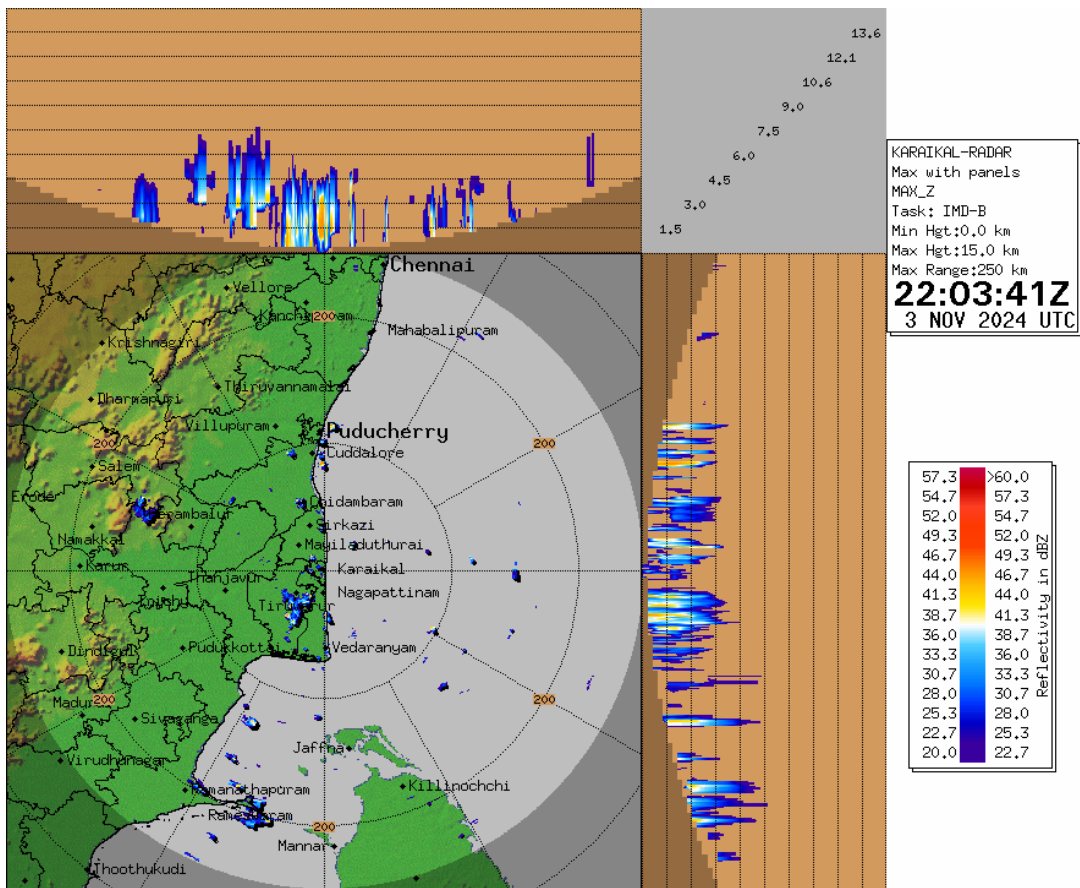 13.6
12.1
10.6
9.0
7.5
6.0
4.5
3.0
1.5
KARAIKAL-RADAR
Max with panels
MAX_Z
Task: IMD-B
Min Hgt:0.0 km
Max Hgt:15.0 km
Max Range:250 km
22:03:41Z
3 NOV 2024 UTC
Chennai
Vellore
200
Mahabalipuram
Krishnagiri
Thiruvannamalai
Dharmapuri
Villupuram
Puducherry
200
200
Cuddalore
Salem
Erode
Chidambaram
Sirkazi
Namakkal
Mayiladuthurai
Karur
Karaikal
Thanjavur
Nagapattinam
Pudukkottai
Vedaranyam
Dindigul
200
200
Sivaganga
Jaffna
Virudhunagar
Killinochchi
200
Mannar
Thoothukudi
57.3 >60.0
54.7 57.3
52.0 54.7
49.3 52.0
46.7 49.3
44.0 46.7
41.3 44.0
38.7 41.3
36.0 38.7
33.3 36.0
30.7 33.3
28.0 30.7
25.3 28.0
22.7 25.3
20.0 22.7
Reflectivity in dBZ